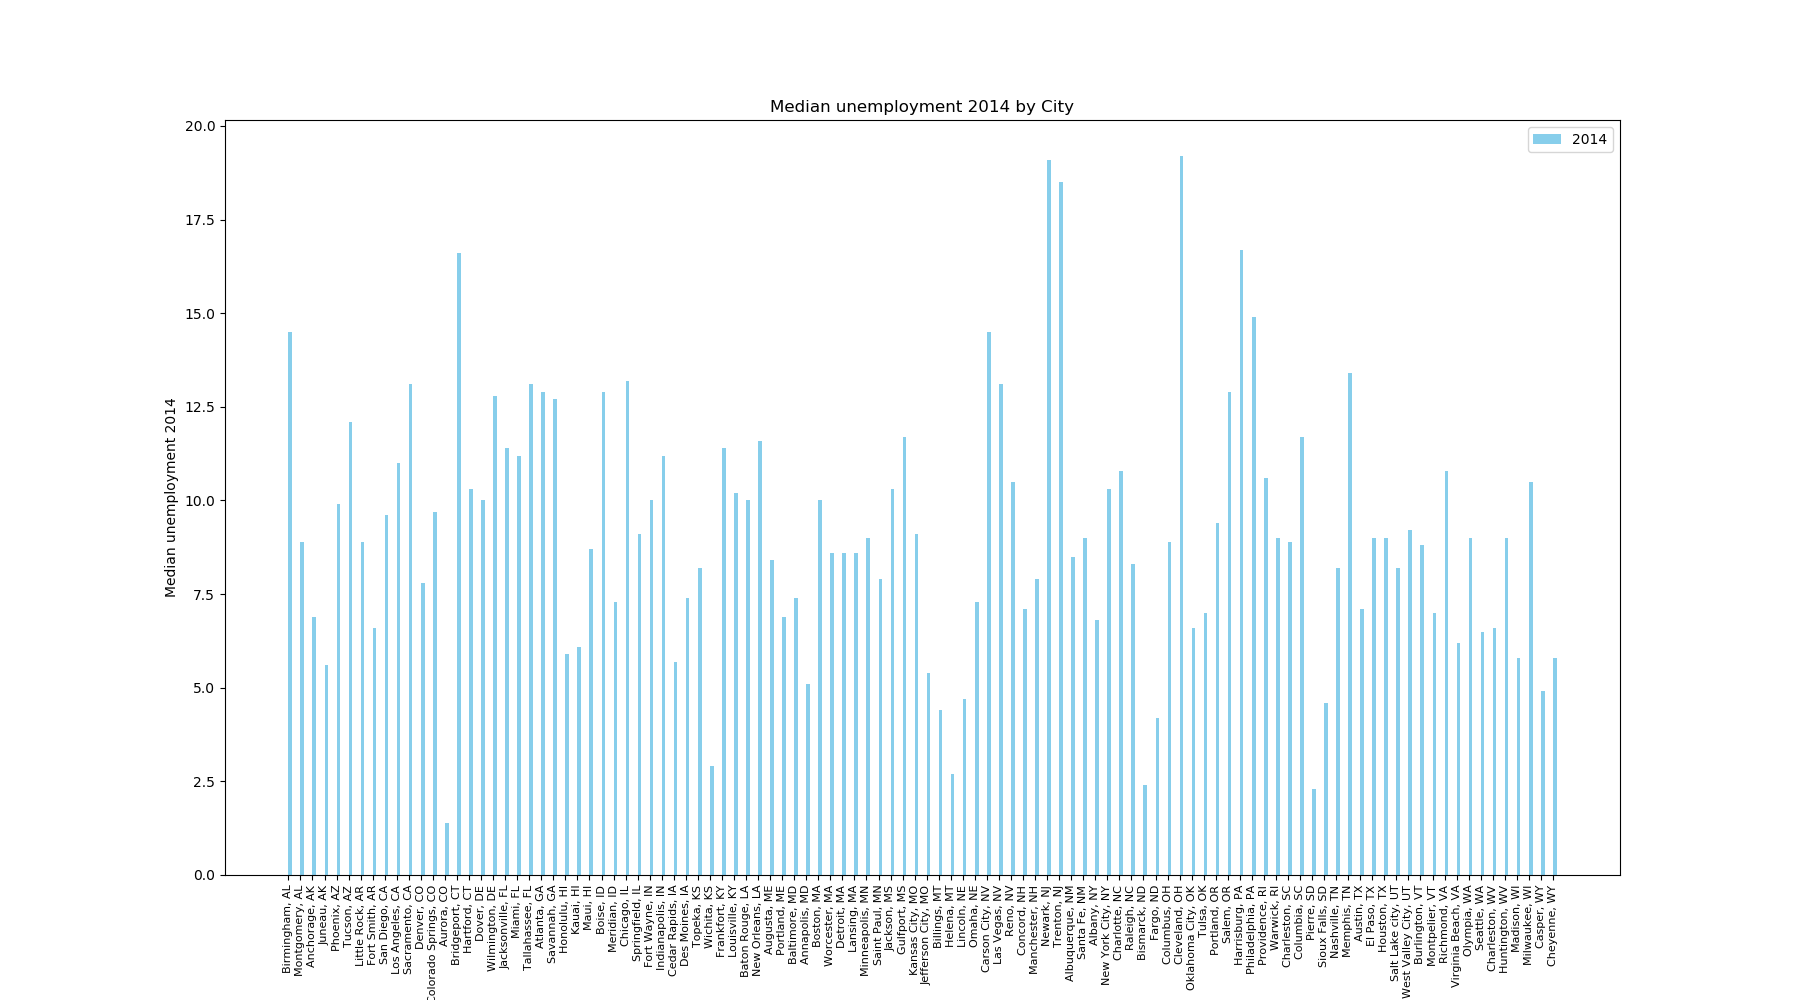 Median unemployment 2014 by City
2014
Median unemployment 2014
20.0
17.5
15.0
12.5
10.0
7.5
5.0
2.5
0.0
Birmingham, AL
Montgomery, AL
Anchorage, AK
Juneau, AK
Phoenix, AZ
Tucson, AZ
Little Rock, AR
Fort Smith, AR
San Diego, CA
Los Angeles, CA
Sacramento, CA
Denver, CO
Colorado Springs, CO
Aurora, CO
Bridgeport, CT
Hartford, CT
Dover, DE
Wilmington, DE
Jacksonville, FL
Miami, FL
Tallahassee, FL
Atlanta, GA
Savannah, GA
Honolulu, HI
Kauai, HI
Maui, HI
Boise, ID
Meridian, ID
Chicago, IL
Springfield, IL
Fort Wayne, IN
Indianapolis, IN
Cedar Rapids, IA
Des Moines, IA
Topeka, KS
Wichita, KS
Frankfort, KY
Louisville, KY
Baton Rouge, LA
New Orleans, LA
Augusta, ME
Portland, ME
Baltimore, MD
Annapolis, MD
Boston, MA
Worcester, MA
Detroit, MA
Lansing, MA
Minneapolis, MN
Saint Paul, MN
Jackson, MS
Gulfport, MS
Kansas City, MO
Jefferson City, MO
Billings, MT
Helena, MT
Lincoln, NE
Omaha, NE
Carson City, NV
Las Vegas, NV
Reno, NV
Concord, NH
Manchester, NH
Newark, NJ
Trenton, NJ
Albuquerque, NM
Santa Fe, NM
Albany, NY
New York City, NY
Charlotte, NC
Raleigh, NC
Bismarck, ND
Fargo, ND
Columbus, OH
Cleveland, OH
Oklahoma City, OK
Tulsa, OK
Portland, OR
Salem, OR
Harrisburg, PA
Philadelphia, PA
Providence, RI
Warwick, RI
Charleston, SC
Columbia, SC
Pierre, SD
Sioux Falls, SD
Nashville, TN
Memphis, TN
Austin, TX
El Paso, TX
Houston, TX
Salt Lake city, UT
West Valley City, UT
Burlington, VT
Montpelier, VT
Richmond, VA
Virginia Beach, VA
Olympia, WA
Seattle, WA
Charleston, WV
Huntington, WV
Madison, WI
Milwaukee, WI
Casper, WY
Cheyenne, WY